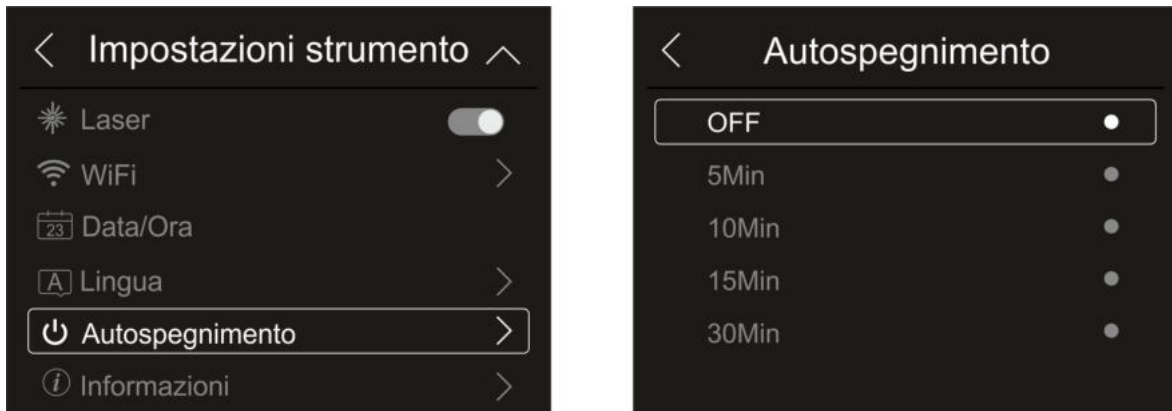 Impostazioni strumento
Laser
WiFi
23 Data/Ora
A Lingua
Autospegnimento
i Informazioni
Autospegnimento
OFF
5Min
10Min
15Min
30Min